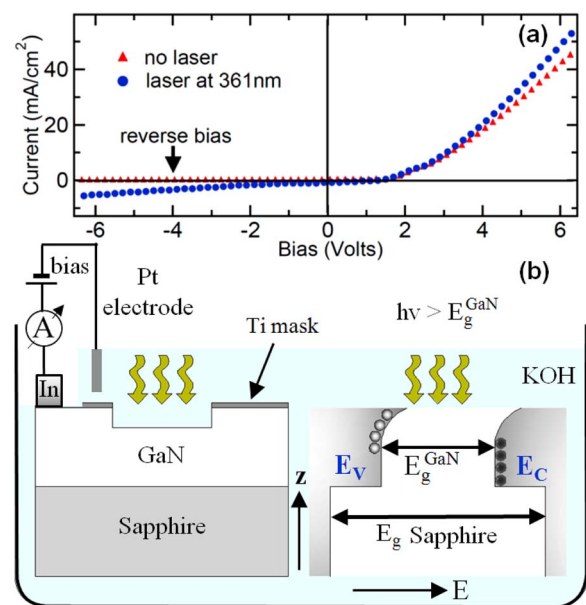 (a)
Current (mA/cm²)
40
20
0
no laser
laser at 361nm
reverse bias
-6 -4 -2 0 2 4 6
Bias (Volts)
(b)
bias
Pt
electrode
hν > E_g^GaN
A
Ti mask
In
KOH
GaN
E_V E_g^GaN E_C
z
Sapphire
E_g Sapphire
E